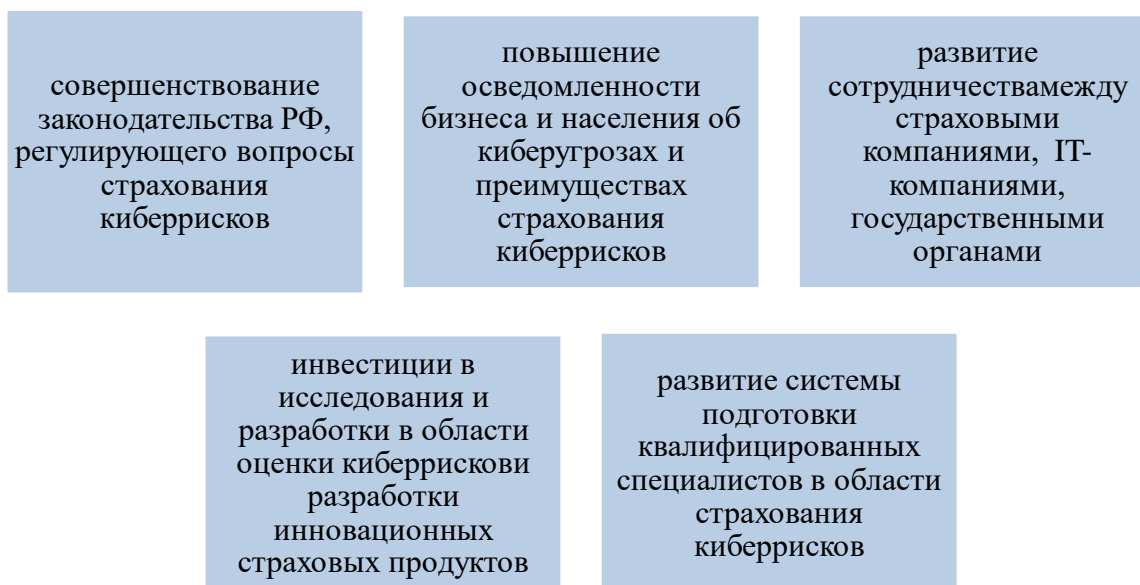 совершенствование
законодательства РФ,
регулирующего вопросы
страхования
киберрисков
повышение
осведомленности
бизнеса и населения об
киберугрозах и
преимуществах
страхования
киберрисков
развитие
сотрудничествамежду
страховыми
компаниями, IT-
компаниями,
государственными
органами
инвестиции в
исследования и
разработки в области
оценки киберрискови
разработки
инновационных
страховых продуктов
развитие системы
подготовки
квалифицированных
специалистов в области
страхования
киберрисков